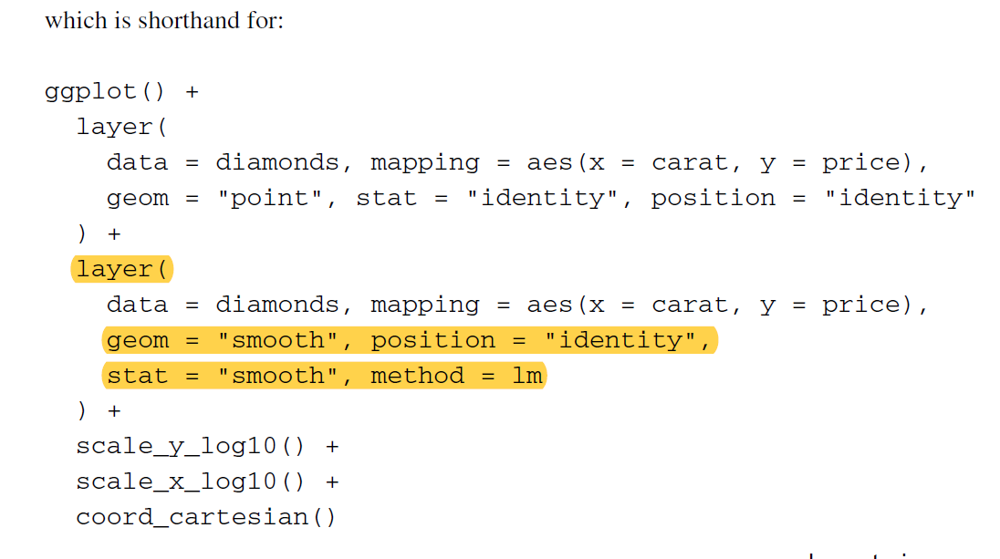 which is shorthand for:
ggplot() +
layer(
data = diamonds, mapping = aes(x = carat, y = price),
geom = "point", stat = "identity", position = "identity"
) +
layer(
data = diamonds, mapping = aes(x = carat, y = price),
geom = "smooth", position = "identity",
stat = "smooth", method = lm
) +
scale_y_log10() +
scale_x_log10() +
coord_cartesian()